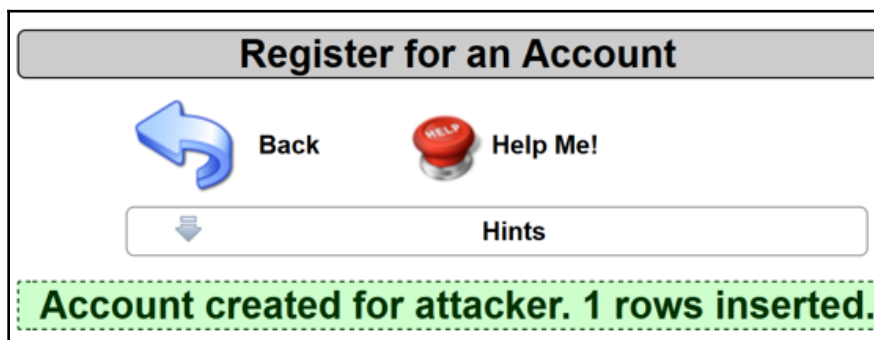 Register for an Account
Back
HELP
Help Me!
Hints
Account created for attacker. 1 rows inserted.